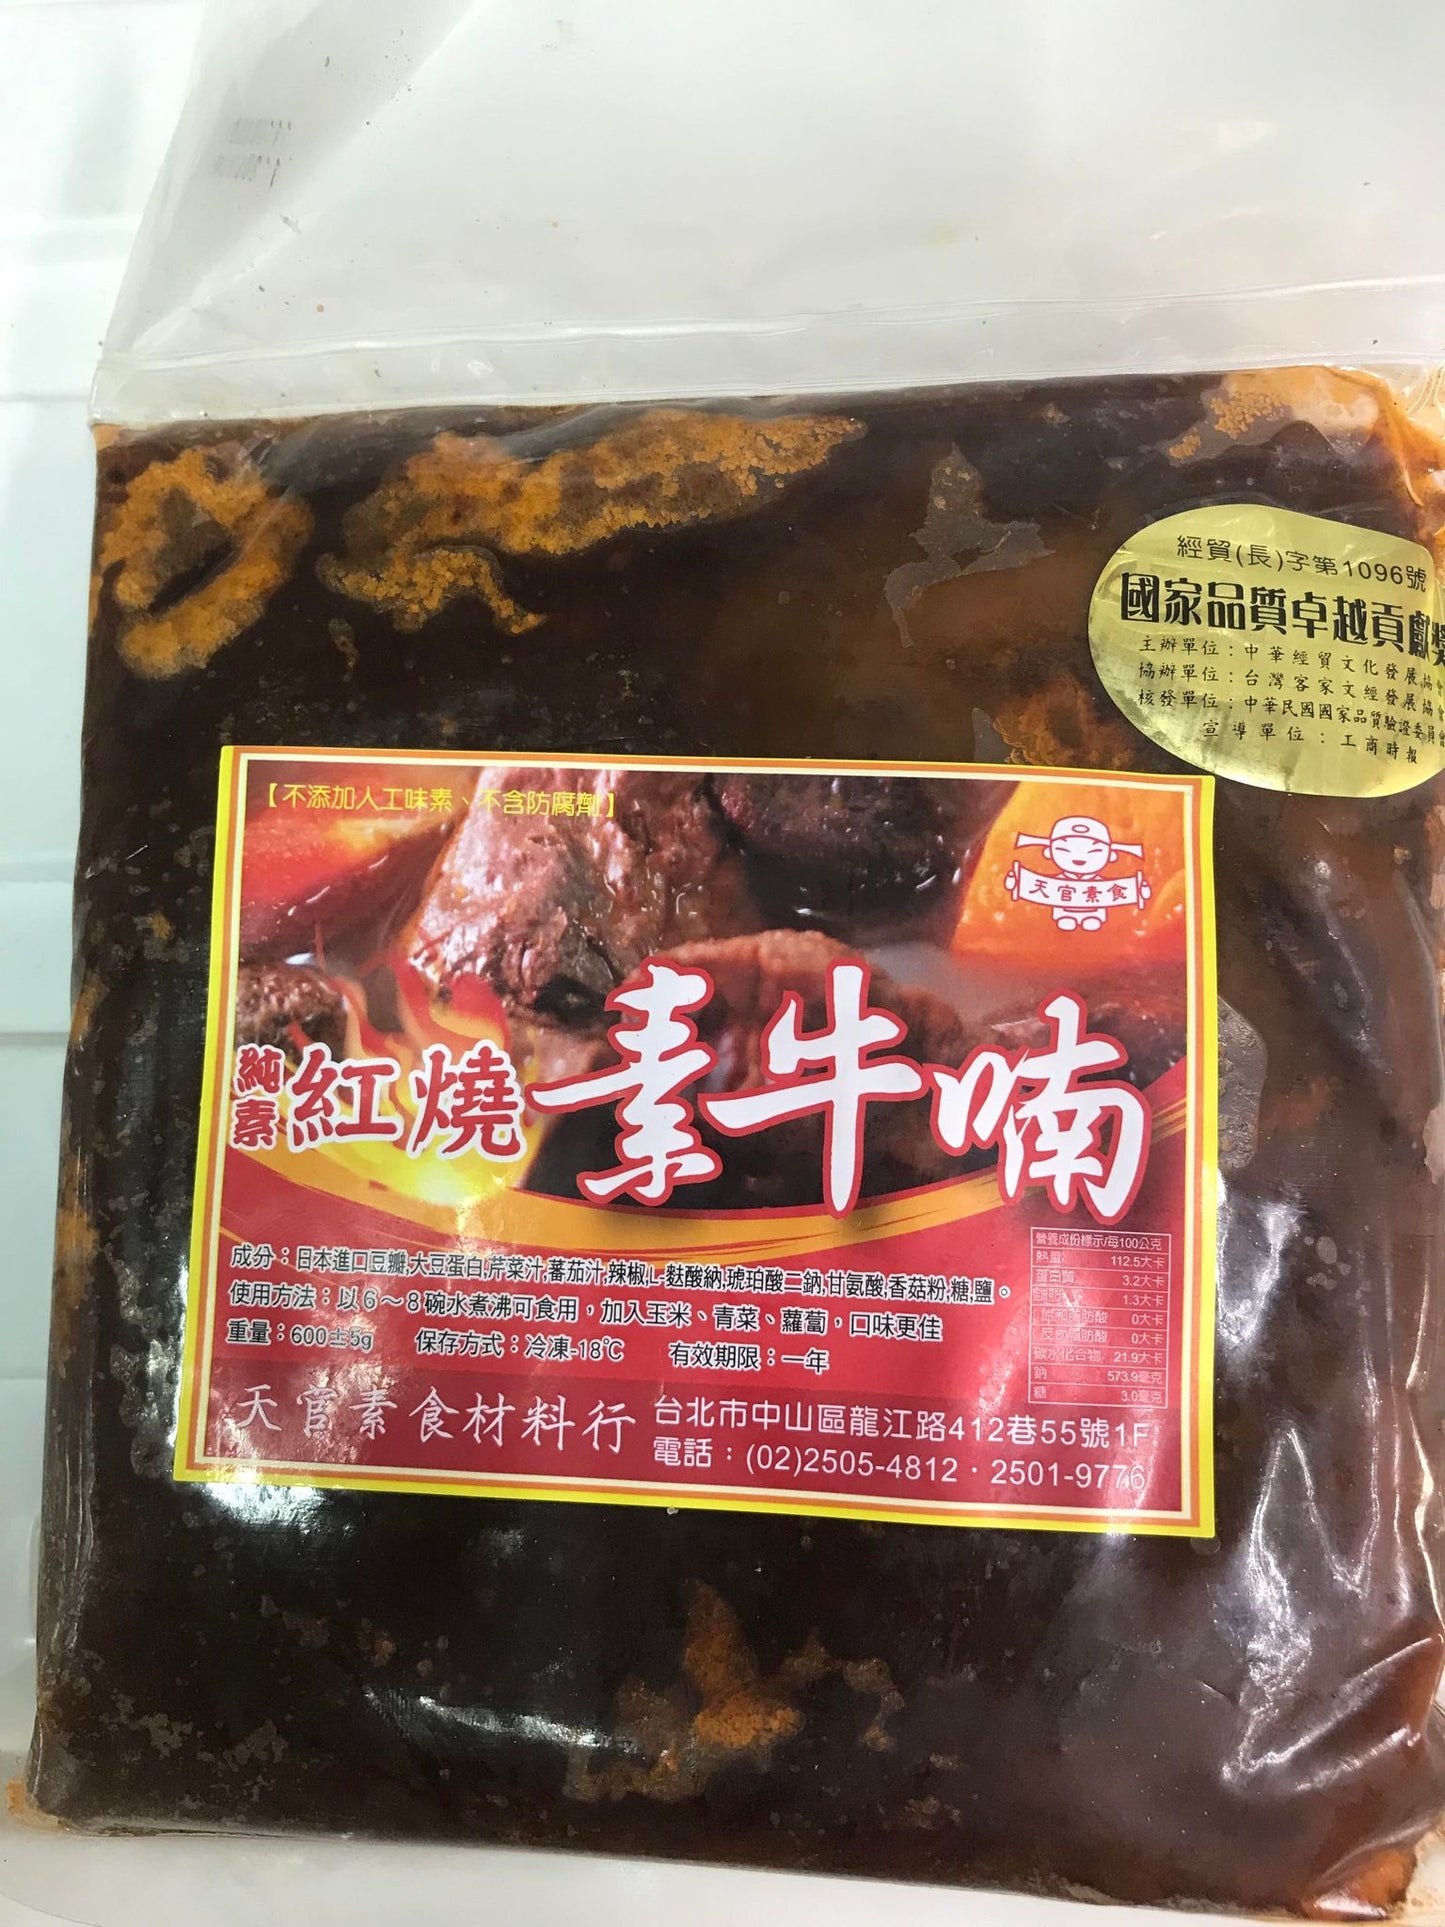 經貿(長)字第1096號
國家品質卓越貢獻獎
主辦單位：中華經貿文化發展協會
協辦單位：台灣客家文經發展協會
核發單位：中華民國國家品質驗證委員會
宣導單位：工商時報
【不添加人工味素、不含防腐劑】
天官素食
純素
紅燒
素牛喃
成分：日本進口豆瓣,大豆蛋白,芹菜汁,蕃茄汁,辣椒,L-麩酸納,琥珀酸二鈉,甘氨酸,香菇粉,糖,鹽。
使用方法：以6～8碗水煮沸可食用，加入玉米、青菜、蘿蔔，口味更佳
重量：600±5g 保存方式：冷凍-18℃ 有效期限：一年
營養成份標示/每100公克
熱量 112.5大卡
蛋白質 3.2大卡
脂肪 1.3大卡
飽和脂肪酸 0大卡
反式脂肪酸 0大卡
碳水化合物 21.9大卡
鈉 573.9毫克
糖 3.0毫克
天官素食材料行
台北市中山區龍江路412巷55號1F
電話：(02)2505-4812．2501-9776